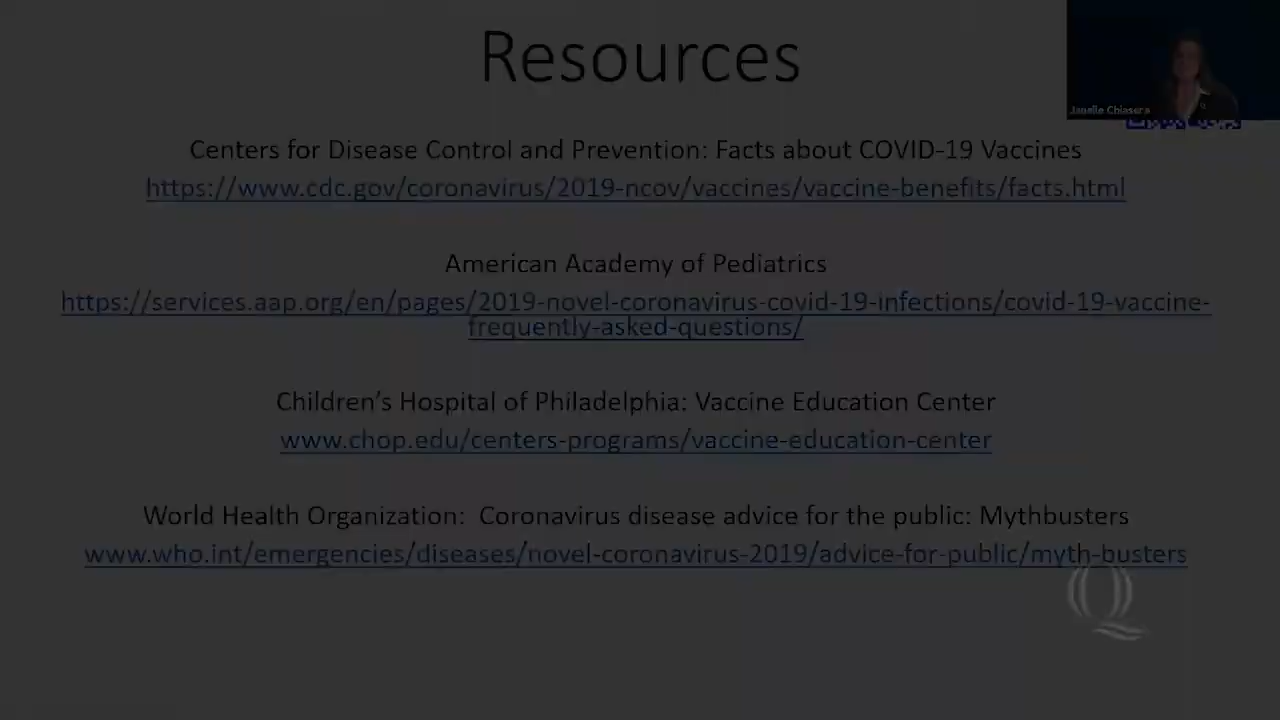 Resources
Janelle Chiasera
Centers for Disease Control and Prevention: Facts about COVID-19 Vaccines
https://www.cdc.gov/coronavirus/2019-ncov/vaccines/vaccine-benefits/facts.html
American Academy of Pediatrics
https://services.aap.org/en/pages/2019-novel-coronavirus-covid-19-infections/covid-19-vaccine-
frequently-asked-questions/
Children’s Hospital of Philadelphia: Vaccine Education Center
www.chop.edu/centers-programs/vaccine-education-center
World Health Organization:  Coronavirus disease advice for the public: Mythbusters
www.who.int/emergencies/diseases/novel-coronavirus-2019/advice-for-public/myth-busters
Q